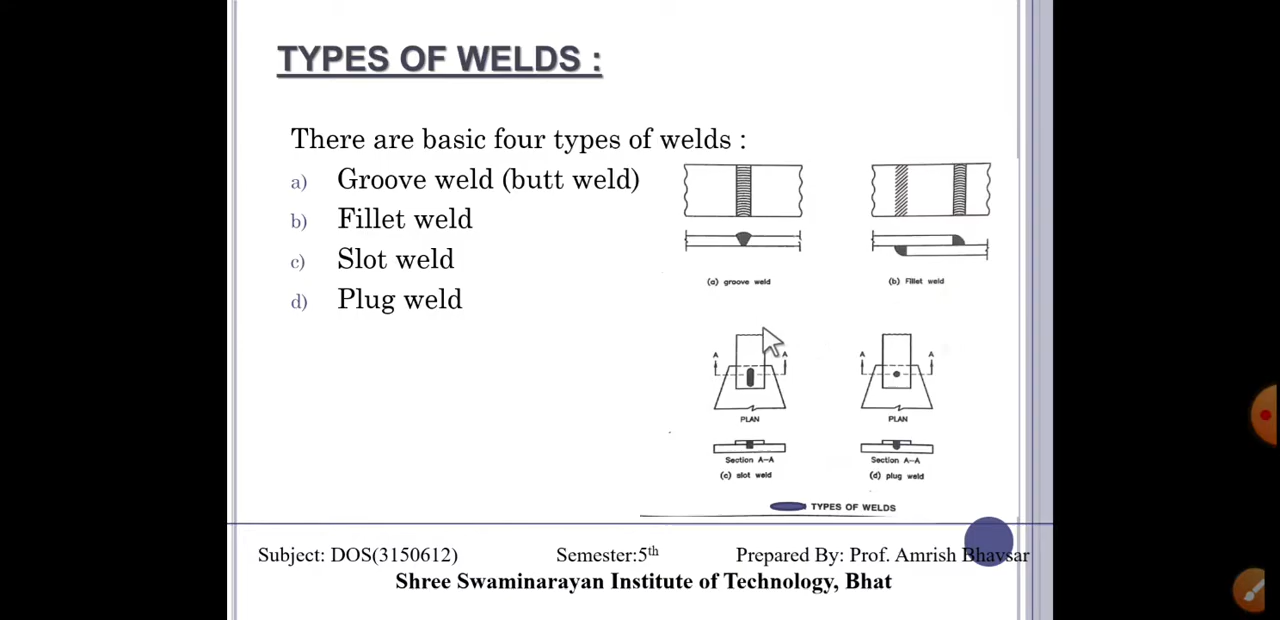 TYPES OF WELDS :
There are basic four types of welds :
a) Groove weld (butt weld)
b) Fillet weld
c) Slot weld
d) Plug weld
(a) groove weld
(b) Fillet weld
A A
A A
PLAN
PLAN
Section A-A
Section A-A
(c) slot weld
(d) plug weld
TYPES OF WELDS
Subject: DOS(3150612) Semester:5th Prepared By: Prof. Amrish Bhavsar
Shree Swaminarayan Institute of Technology, Bhat